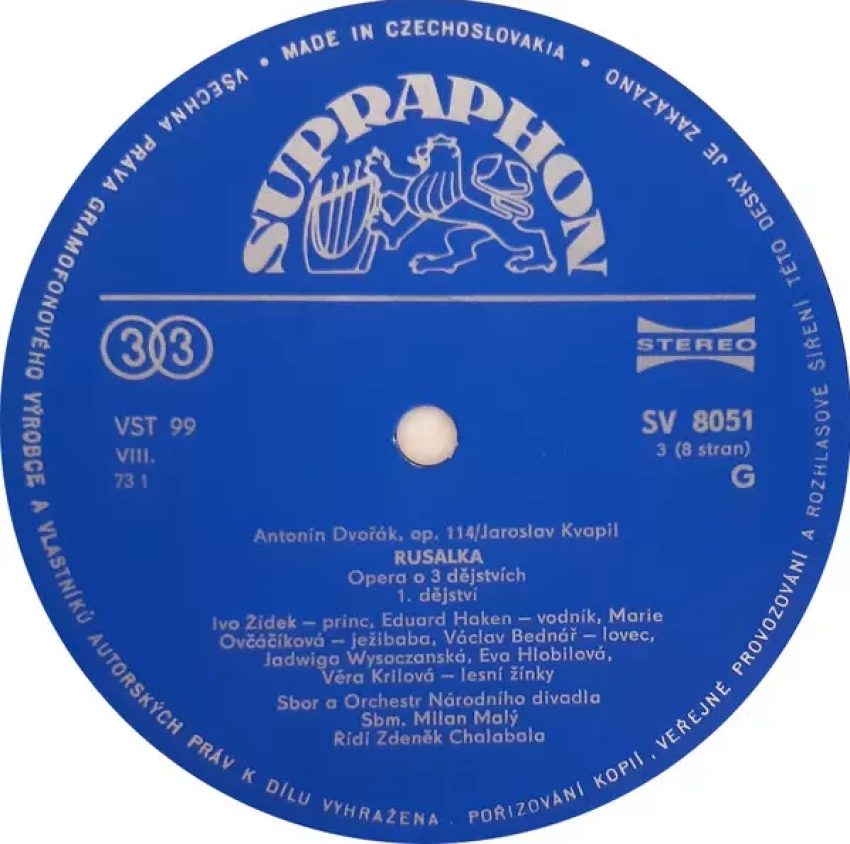 VŠECHNA PRÁVA GRAMOFONOVÉHO VÝROBCE A VLASTNÍKŮ AUTORSKÝCH PRÁV K DÍLU VYHRAŽENA. POŘIZOVÁNÍ KOPIÍ, VEŘEJNÉ PROVOZOVÁNÍ A ROZHLASOVÉ ŠÍŘENÍ TÉTO DESKY JE ZAKÁZÁNO
• MADE IN CZECHOSLOVAKIA •
SUPRAPHON
33
STEREO
VST 99
SV 8051
VIII.
3 (8 stran)
73 1
G
Antonín Dvořák, op. 114/Jaroslav Kvapil
RUSALKA
Opera o 3 dějstvích
1. dějství
Ivo Žídek – princ, Eduard Haken – vodník, Marie
Ovčáčíková – ježibaba, Václav Bednář – lovec,
Jadwiga Wysoczanská, Eva Hlobilová,
Věra Krilová – lesní žínky
Sbor a Orchestr Národního divadla
Sbm. Milan Malý
Řídí Zdeněk Chalabala